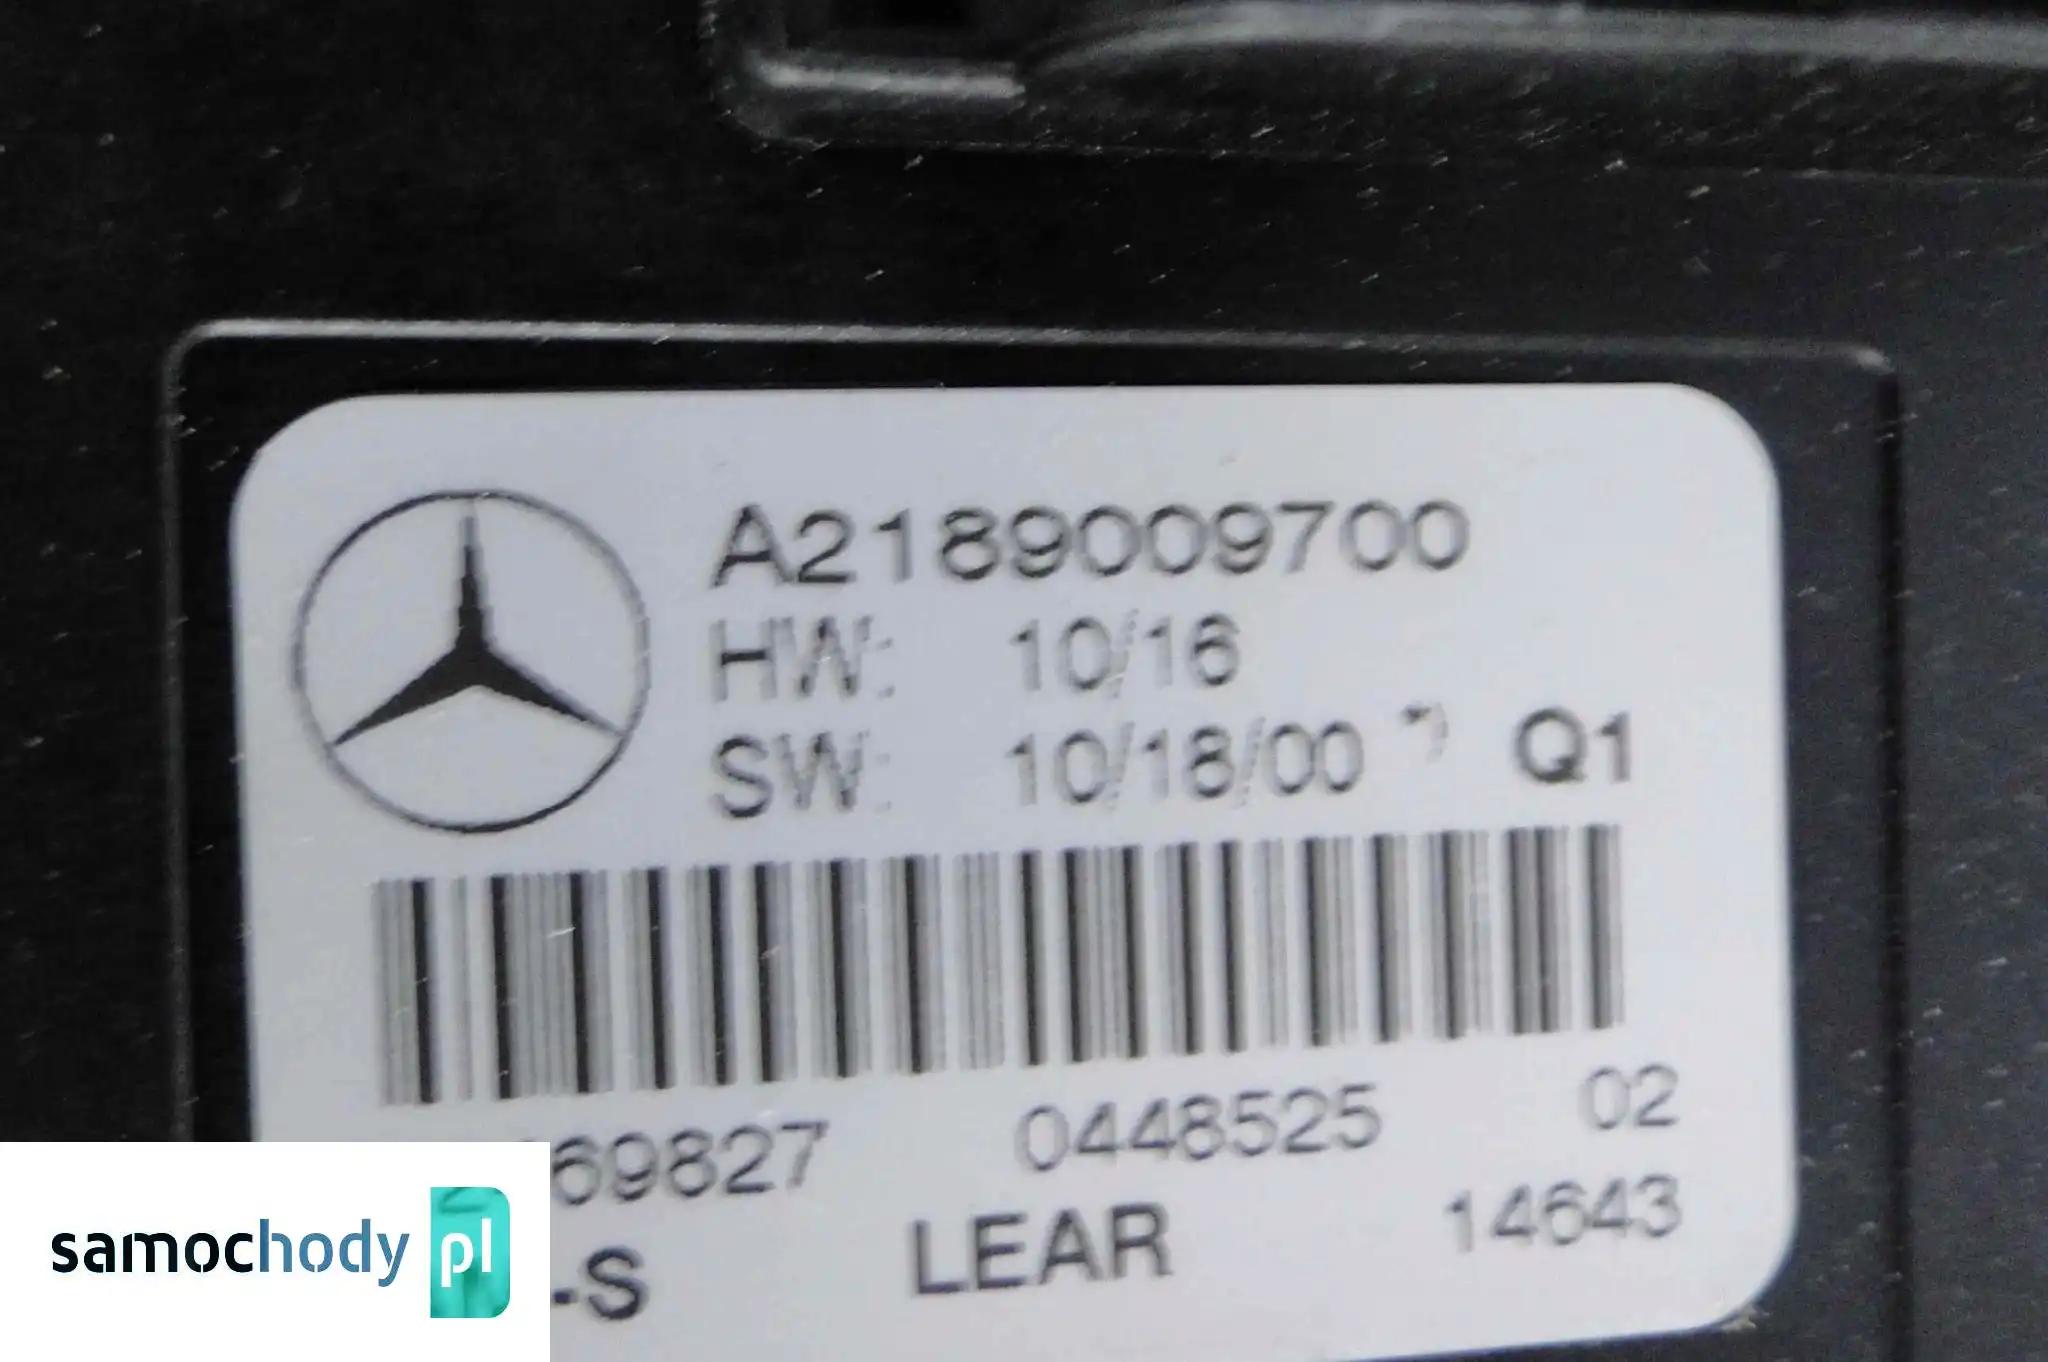 A2189009700
HW: 10/16
SW: 10/18/00 *) Q1
69827 0448525 02
-S LEAR 14643
samochody pl